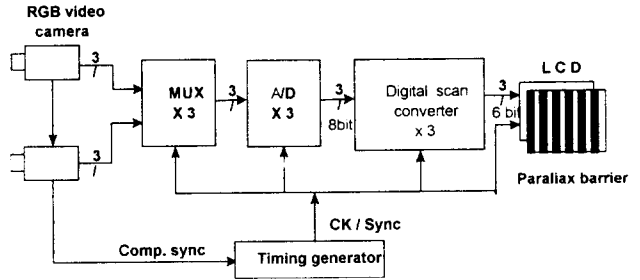 RGB video
camera
3
3
MUX
X 3
3
A/D
X 3
3
8bit
Digital scan
converter
x 3
3
6 bit
LCD
Paraliax barrier
CK / Sync
Comp. sync
Timing generator